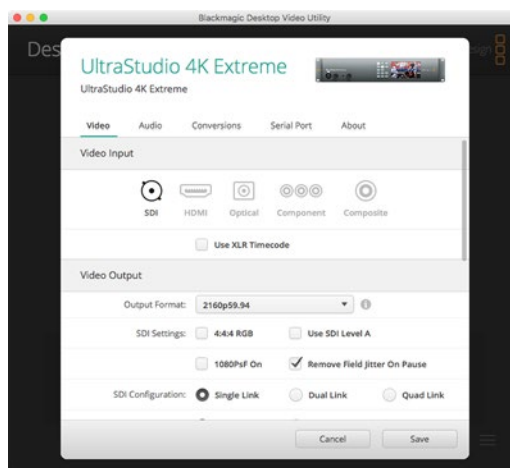 Blackmagic Desktop Video Utility
Des
UltraStudio 4K Extreme
UltraStudio 4K Extreme
Video Audio Conversions Serial Port About
Video Input
SDI HDMI Optical Component Composite
Use XLR Timecode
Video Output
Output Format: 2160p59.94
SDI Settings: 4:4:4 RGB Use SDI Level A
1080PsF On Remove Field Jitter On Pause
SDI Configuration: Single Link Dual Link Quad Link
Cancel Save